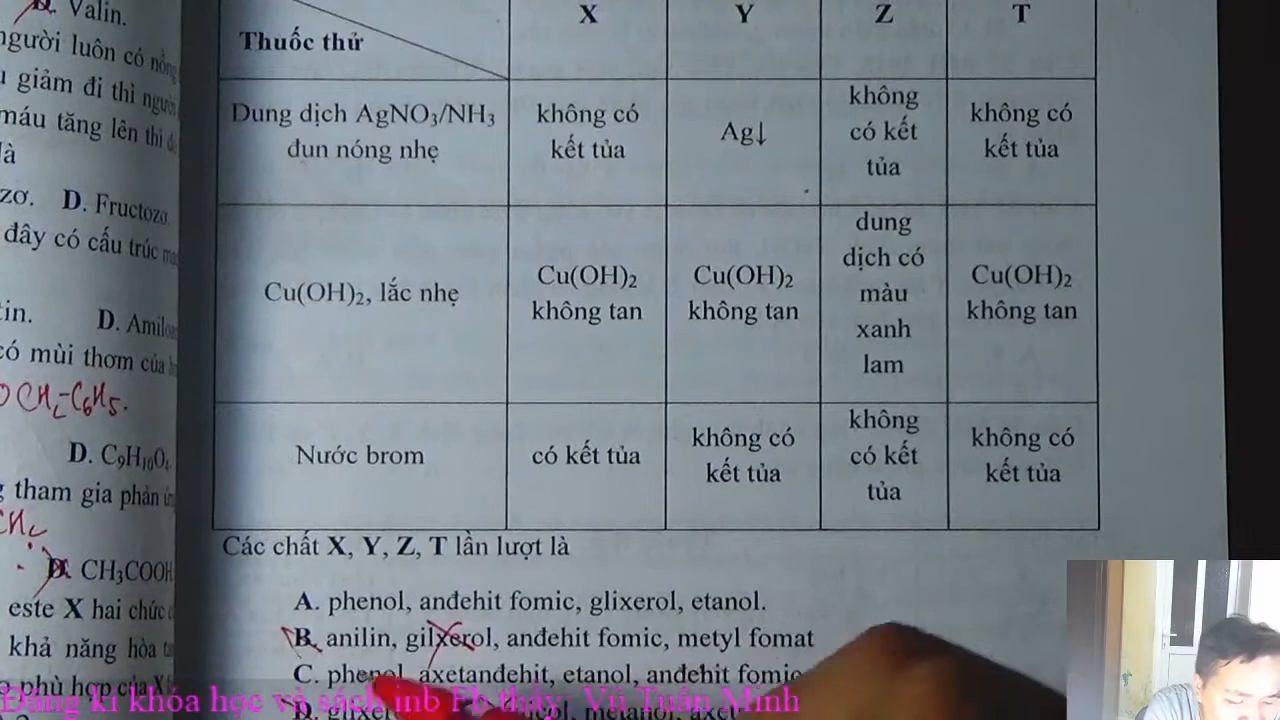 D. Valin.
người luôn có nồng
giảm đi thì người
máu tăng lên thì
là
zơ. D. Fructozơ.
đây có cấu trúc
tin. D. Amilo
có mùi thơm của
OCH2-C6H5.
D. C9H10O4.
tham gia phản ứ
D. CH3COOH
este X hai chức
khả năng hòa
phù hợp của X
Thuốc thử X Y Z T
Dung dịch AgNO3/NH3 đun nóng nhẹ
không có kết tủa
Ag↓
không có kết tủa
không có kết tủa
Cu(OH)2, lắc nhẹ
Cu(OH)2 không tan
Cu(OH)2 không tan
dung dịch có màu xanh lam
Cu(OH)2 không tan
Nước brom
có kết tủa
không có kết tủa
không có kết tủa
không có kết tủa
Các chất X, Y, Z, T lần lượt là
A. phenol, anđehit fomic, glixerol, etanol.
B. anilin, gilxerol, anđehit fomic, metyl fomat
C. phenol, axetanđehit, etanol, anđehit fomic
Đăng kí khóa học và sách inb Fb thầy: Vũ Tuấn Minh